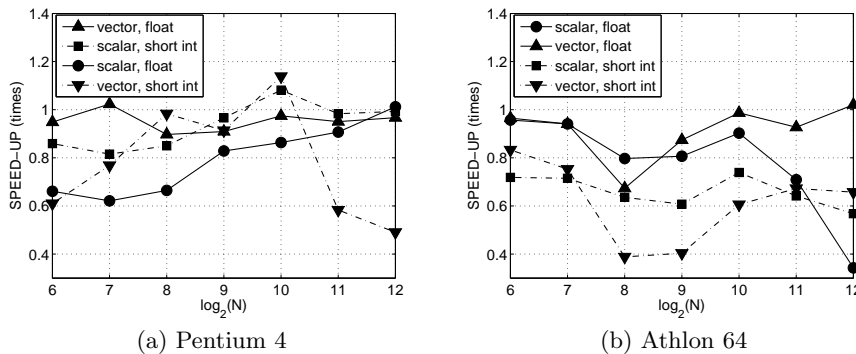 1.4
1.2
1
0.8
0.6
0.4
SPEED-UP (times)
vector, float
scalar, short int
scalar, float
vector, short int
6 7 8 9 10 11 12
log2(N)
(a) Pentium 4
1.4
1.2
1
0.8
0.6
0.4
SPEED-UP (times)
scalar, float
vector, float
scalar, short int
vector, short int
6 7 8 9 10 11 12
log2(N)
(b) Athlon 64